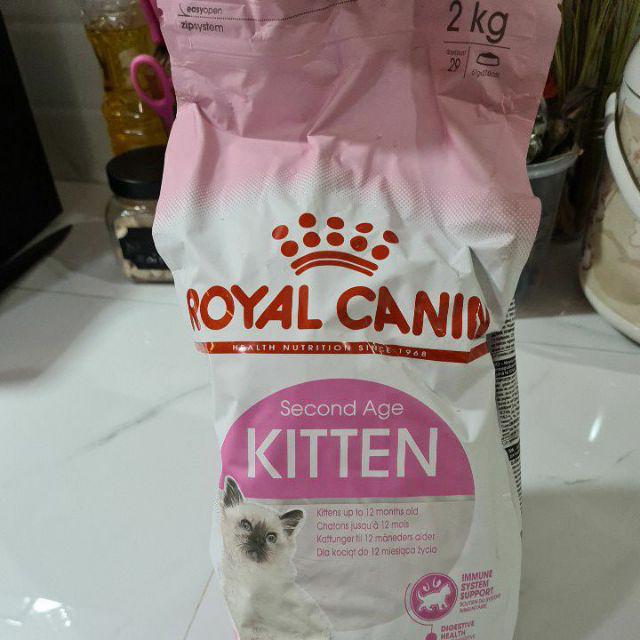 easyopen
zipsystem
2 kg
29
ROYAL CANIN
HEALTH NUTRITION SINCE 1968
Second Age
KITTEN
Kittens up to 12 months old
Chatons jusqu'à 12 mois
Kattunger til 12 måneders alder
Dla kociąt do 12 miesiąca życia
IMMUNE
SYSTEM
SUPPORT
DIGESTIVE
HEALTH